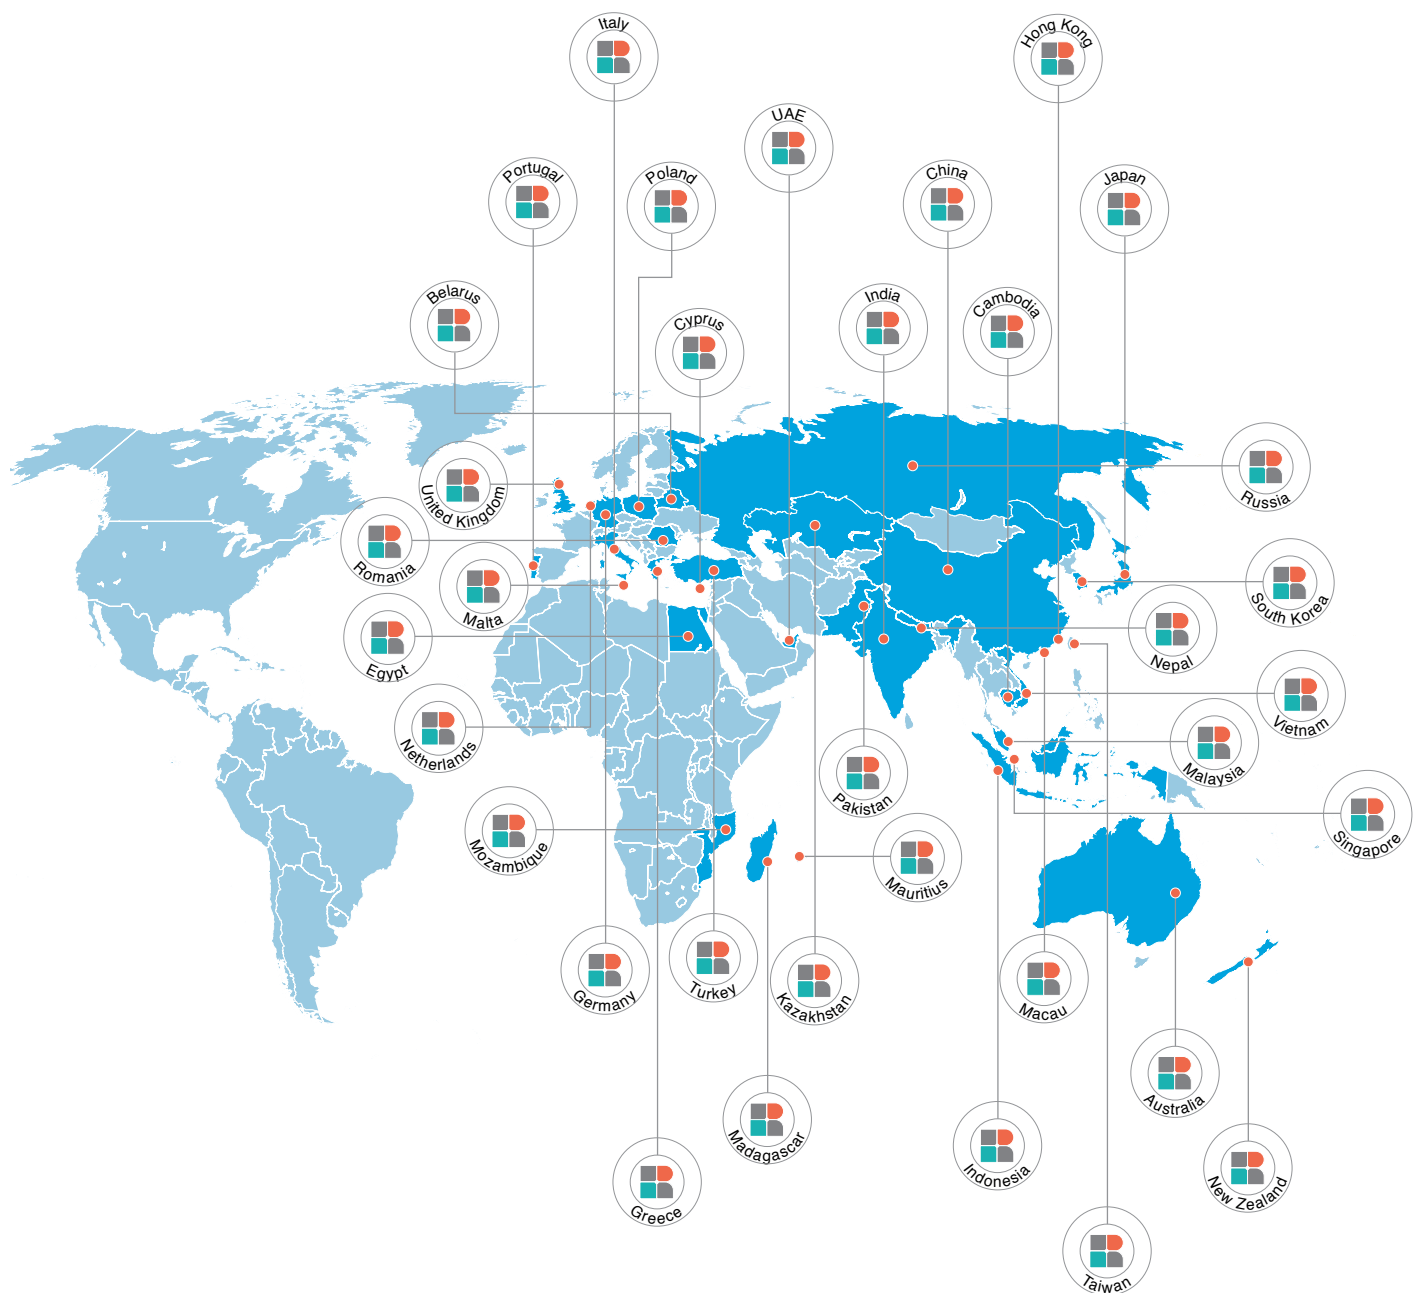 Italy
Hong Kong
UAE
Portugal
Poland
China
Japan
Belarus
Cyprus
India
Cambodia
United Kingdom
Russia
Romania
Malta
South Korea
Egypt
Nepal
Netherlands
Vietnam
Malaysia
Pakistan
Singapore
Mozambique
Mauritius
Germany
Turkey
Kazakhstan
Macau
Australia
Madagascar
Indonesia
New Zealand
Greece
Taiwan